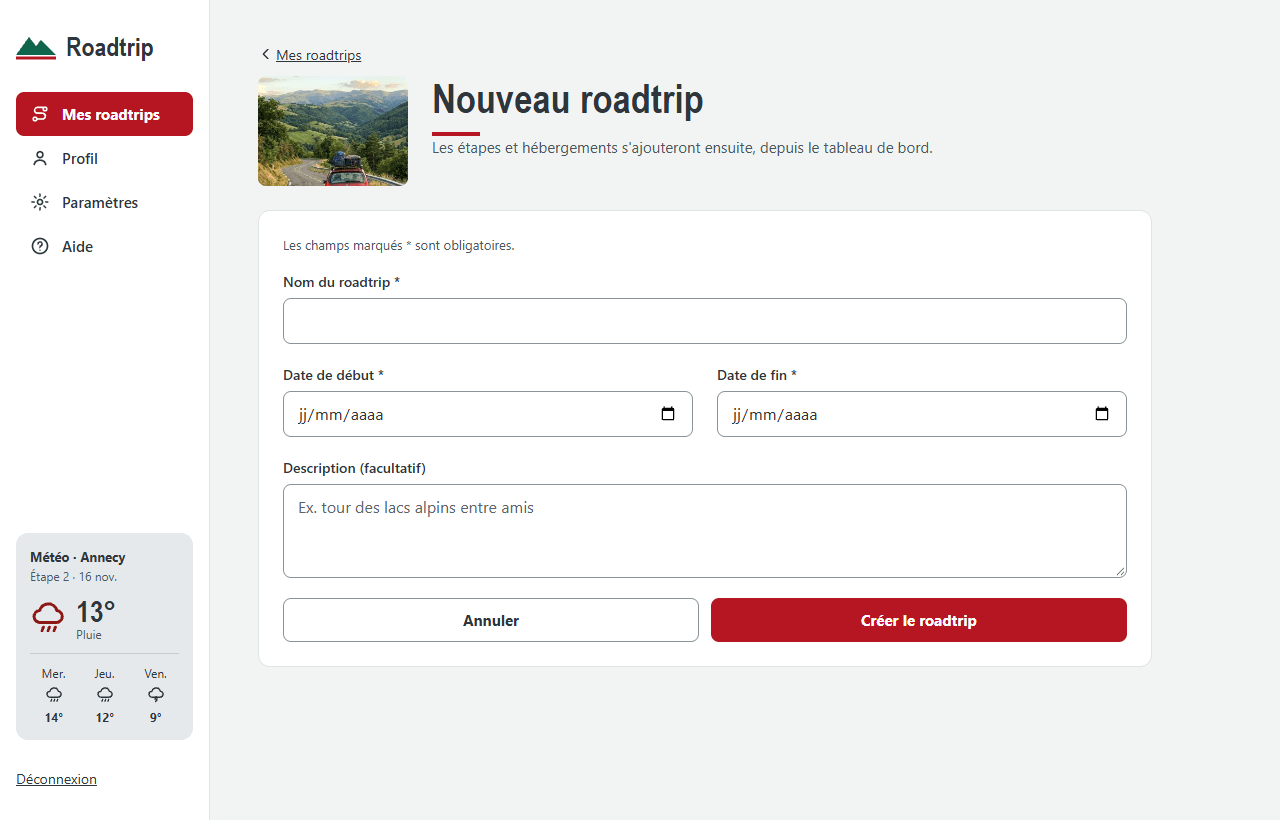 Roadtrip
Mes roadtrips
Profil
Paramètres
Aide
Météo · Annecy
Étape 2 · 16 nov.
13°
Pluie
Mer. Jeu. Ven.
14° 12° 9°
Déconnexion
Mes roadtrips
Nouveau roadtrip
Les étapes et hébergements s'ajouteront ensuite, depuis le tableau de bord.
Les champs marqués * sont obligatoires.
Nom du roadtrip *
Date de début * Date de fin *
jj/mm/aaaa jj/mm/aaaa
Description (facultatif)
Ex. tour des lacs alpins entre amis
Annuler Créer le roadtrip